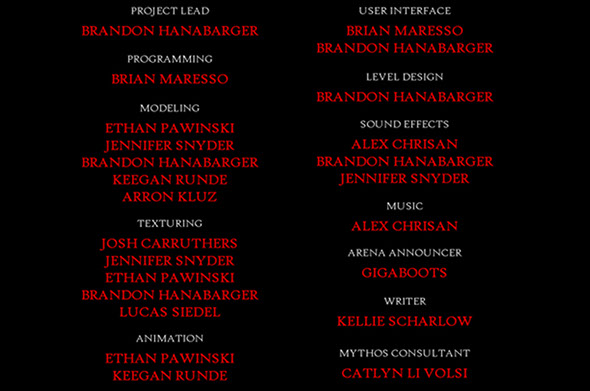 PROJECT LEAD
BRANDON HANABARGER
PROGRAMMING
BRIAN MARESSO
MODELING
ETHAN PAWINSKI
JENNIFER SNYDER
BRANDON HANABARGER
KEEGAN RUNDE
ARRON KLUZ
TEXTURING
JOSH CARRUTHERS
JENNIFER SNYDER
ETHAN PAWINSKI
BRANDON HANABARGER
LUCAS SIEDEL
ANIMATION
ETHAN PAWINSKI
KEEGAN RUNDE
USER INTERFACE
BRIAN MARESSO
BRANDON HANABARGER
LEVEL DESIGN
BRANDON HANABARGER
SOUND EFFECTS
ALEX CHRISAN
BRANDON HANABARGER
JENNIFER SNYDER
MUSIC
ALEX CHRISAN
ARENA ANNOUNCER
GIGABOOTS
WRITER
KELLIE SCHARLOW
MYTHOS CONSULTANT
CATLYN LI VOLSI